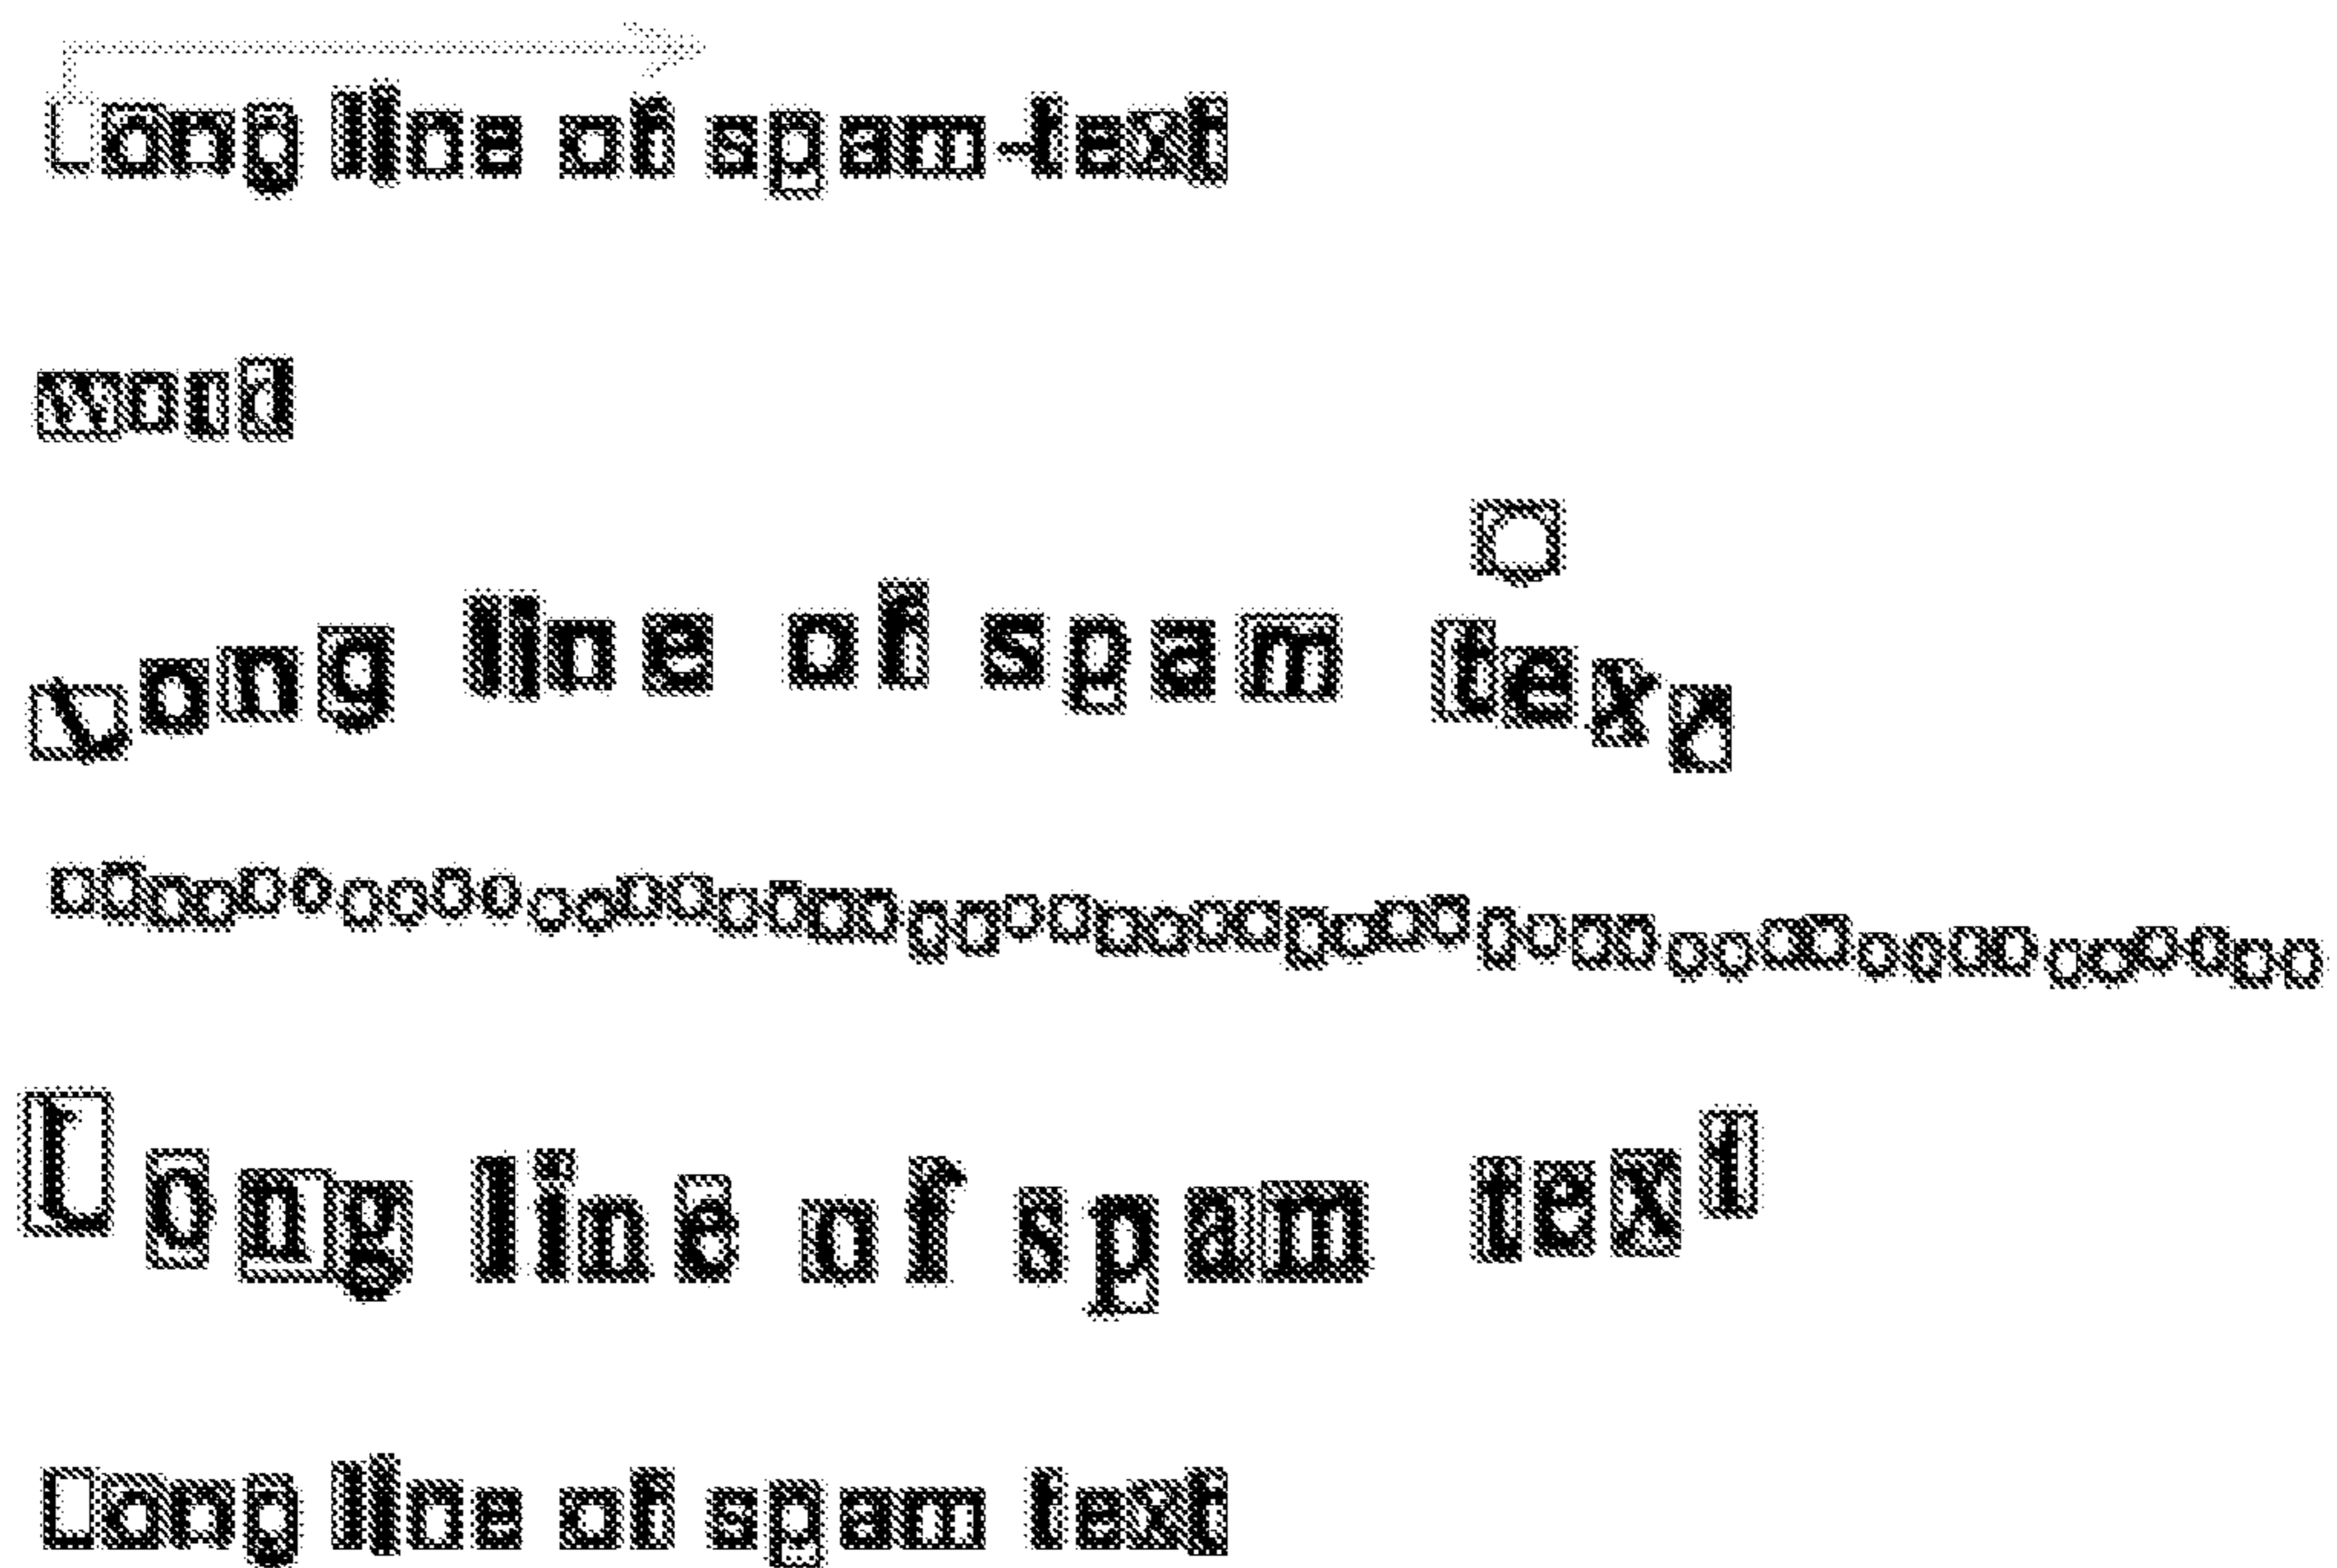 Long line of spam-text
word
Long line of spam text
Long line of spam text
Long line of spam text